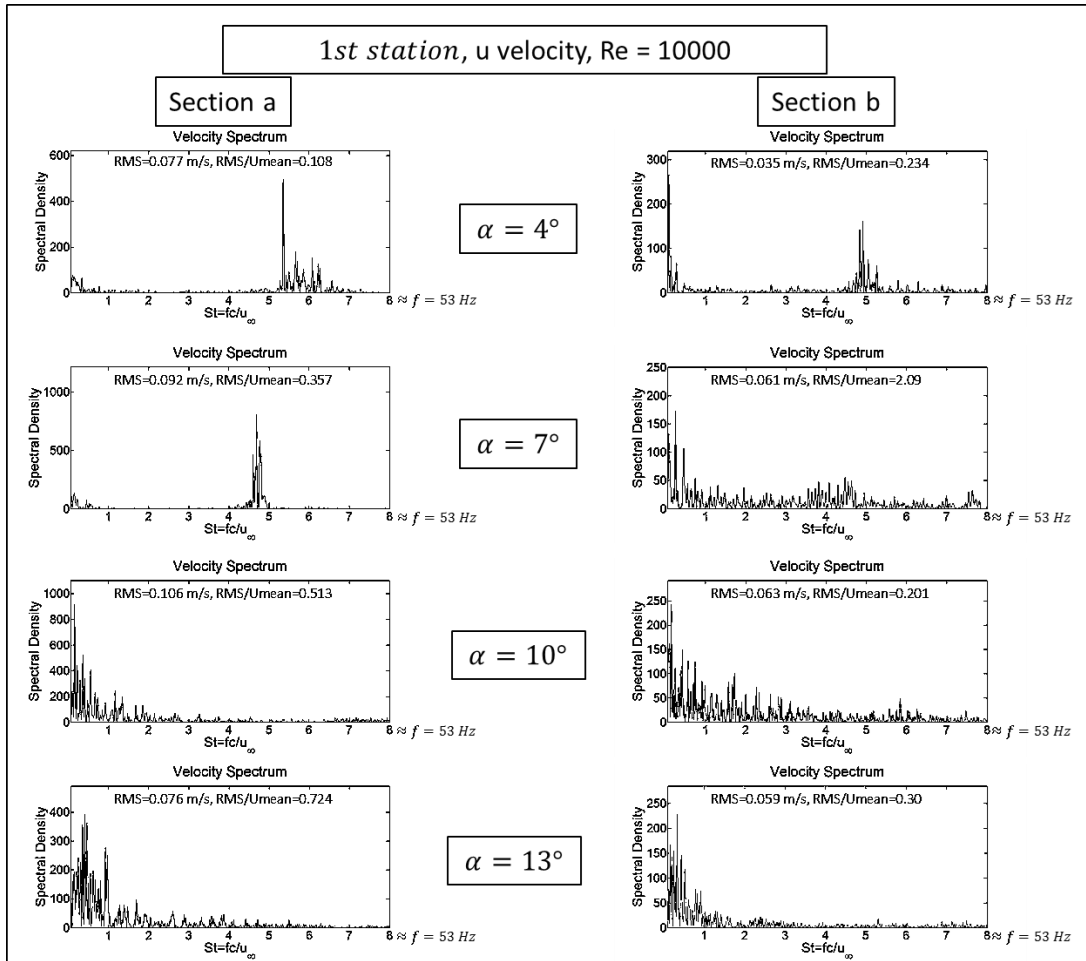 1st station, u velocity, Re = 10000
Section a
Section b
Velocity Spectrum
RMS=0.077 m/s, RMS/Umean=0.108
Spectral Density
600
400
200
0
1 2 3 4 5 6 7 8
≈ f = 53 Hz
St=fc/u∞
α = 4°
Velocity Spectrum
RMS=0.035 m/s, RMS/Umean=0.234
Spectral Density
300
200
100
0
1 2 3 4 5 6 7 8
≈ f = 53 Hz
St=fc/u∞
Velocity Spectrum
RMS=0.092 m/s, RMS/Umean=0.357
Spectral Density
1000
500
0
1 2 3 4 5 6 7 8
≈ f = 53 Hz
St=fc/u∞
α = 7°
Velocity Spectrum
RMS=0.061 m/s, RMS/Umean=2.09
Spectral Density
250
200
150
100
50
0
1 2 3 4 5 6 7 8
≈ f = 53 Hz
St=fc/u∞
Velocity Spectrum
RMS=0.106 m/s, RMS/Umean=0.513
Spectral Density
1000
800
600
400
200
0
1 2 3 4 5 6 7 8
≈ f = 53 Hz
St=fc/u∞
α = 10°
Velocity Spectrum
RMS=0.063 m/s, RMS/Umean=0.201
Spectral Density
250
200
150
100
50
0
1 2 3 4 5 6 7 8
≈ f = 53 Hz
St=fc/u∞
Velocity Spectrum
RMS=0.076 m/s, RMS/Umean=0.724
Spectral Density
400
300
200
100
0
1 2 3 4 5 6 7 8
≈ f = 53 Hz
St=fc/u∞
α = 13°
Velocity Spectrum
RMS=0.059 m/s, RMS/Umean=0.30
Spectral Density
250
200
150
100
50
0
1 2 3 4 5 6 7 8
≈ f = 53 Hz
St=fc/u∞